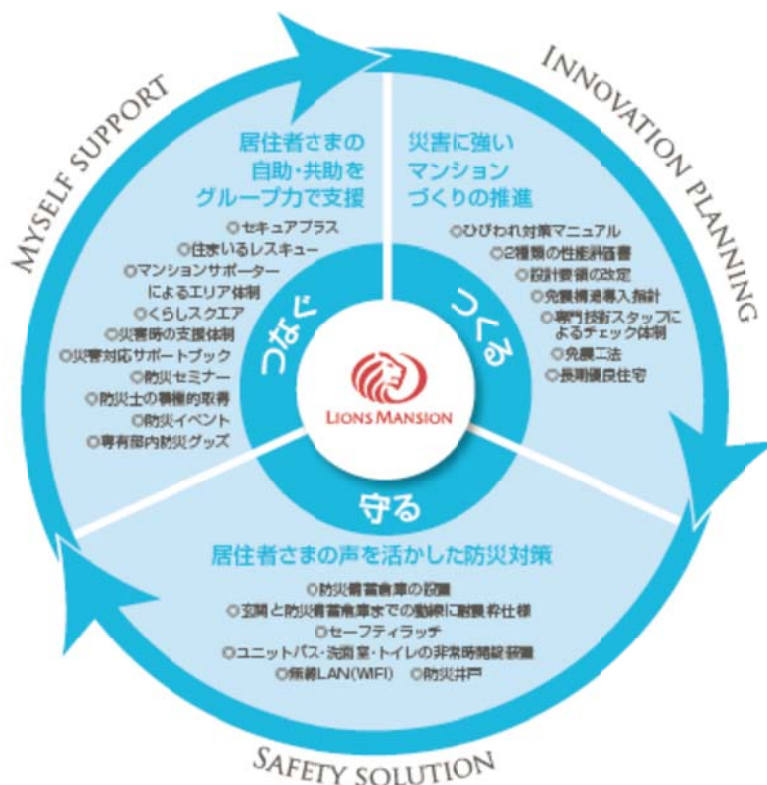 MYSELF SUPPORT
居住者さまの
自助・共助を
グループ力で支援
◎セキュアプラス
◎住まいるレスキュー
◎マンションサポーター
によるエリア体制
◎くらしスクエア
◎災害時の支援体制
◎災害対応サポートブック
◎防災セミナー
◎防災士の積極的取得
◎防災イベント
◎専有部内防災グッズ
つなぐ
INNOVATION PLANNING
災害に強い
マンション
づくりの推進
◎ひびわれ対策マニュアル
◎2種類の性能評価書
◎設計要領の改定
◎免震構造導入指針
◎専門技術スタッフに
よるチェック体制
◎免震工法
◎長期優良住宅
つくる
LIONS MANSION
守る
居住者さまの声を活かした防災対策
◎防災備蓄倉庫の設置
◎玄関と防災備蓄倉庫までの動線に耐震枠仕様
◎セーフティラッチ
◎ユニットバス・洗面室・トイレの非常時開錠装置
◎無線LAN(WIFI) ◎防災井戸
SAFETY SOLUTION